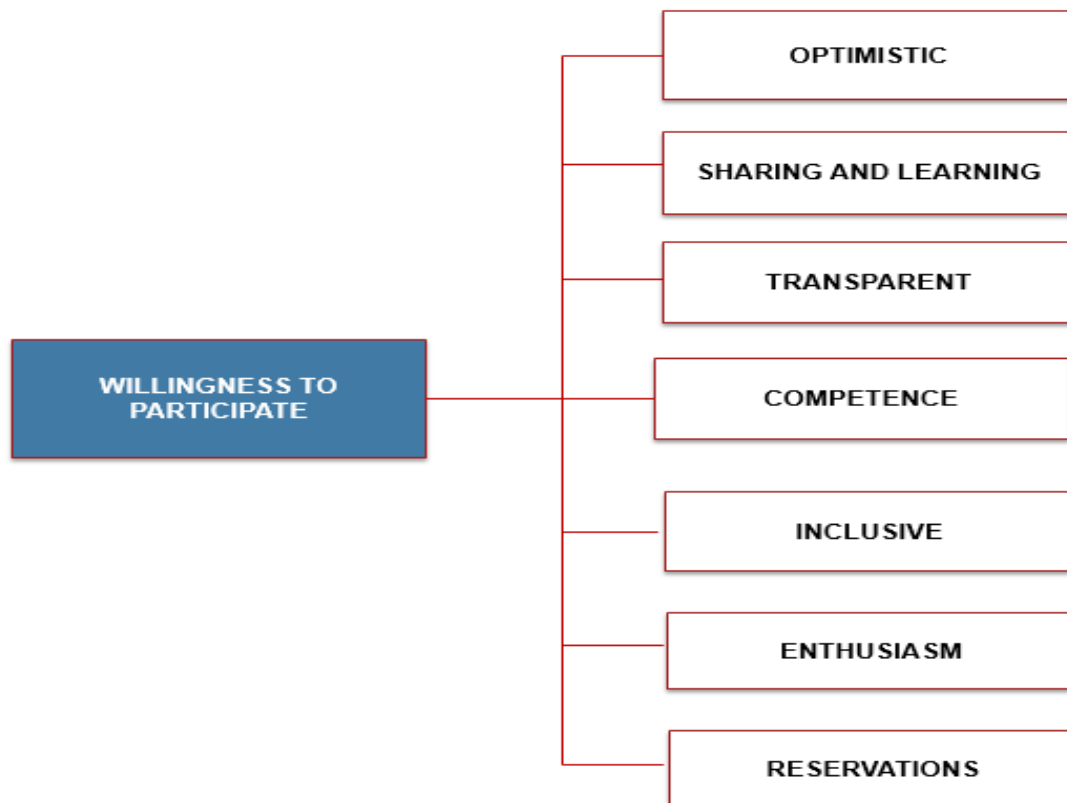 OPTIMISTIC
SHARING AND LEARNING
TRANSPARENT
WILLINGNESS TO
PARTICIPATE
COMPETENCE
INCLUSIVE
ENTHUSIASM
RESERVATIONS